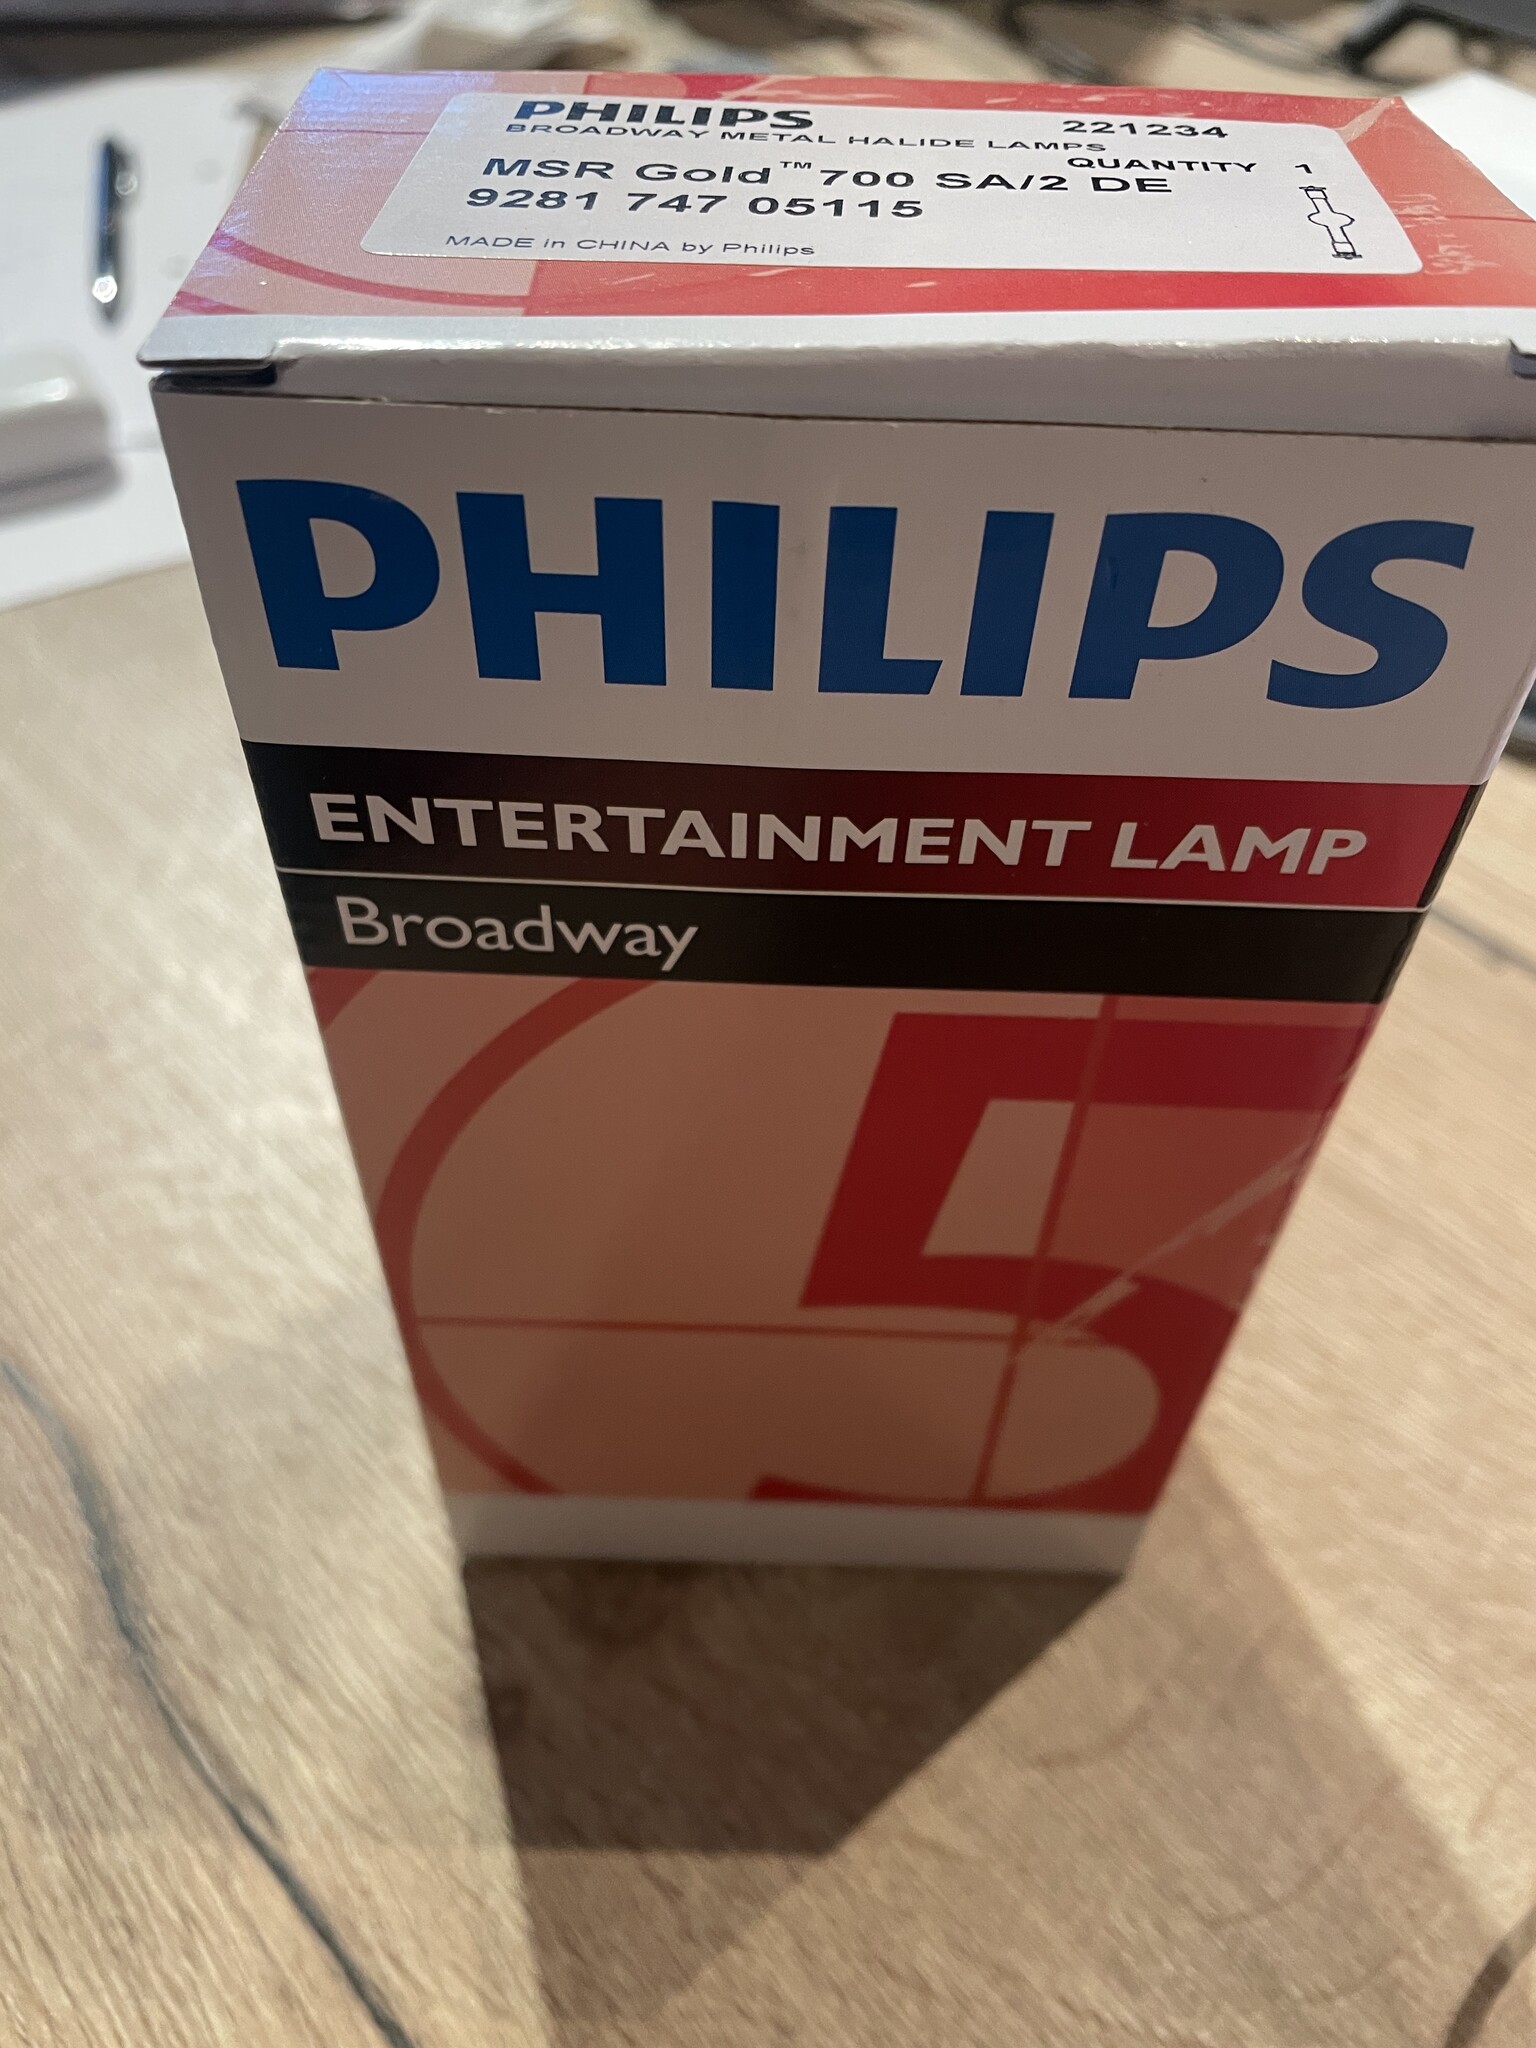 PHILIPS 221234
BROADWAY METAL HALIDE LAMPS
QUANTITY 1
MSR Gold™ 700 SA/2 DE
9281 747 05115
MADE in CHINA by Philips
PHILIPS
ENTERTAINMENT LAMP
Broadway
5